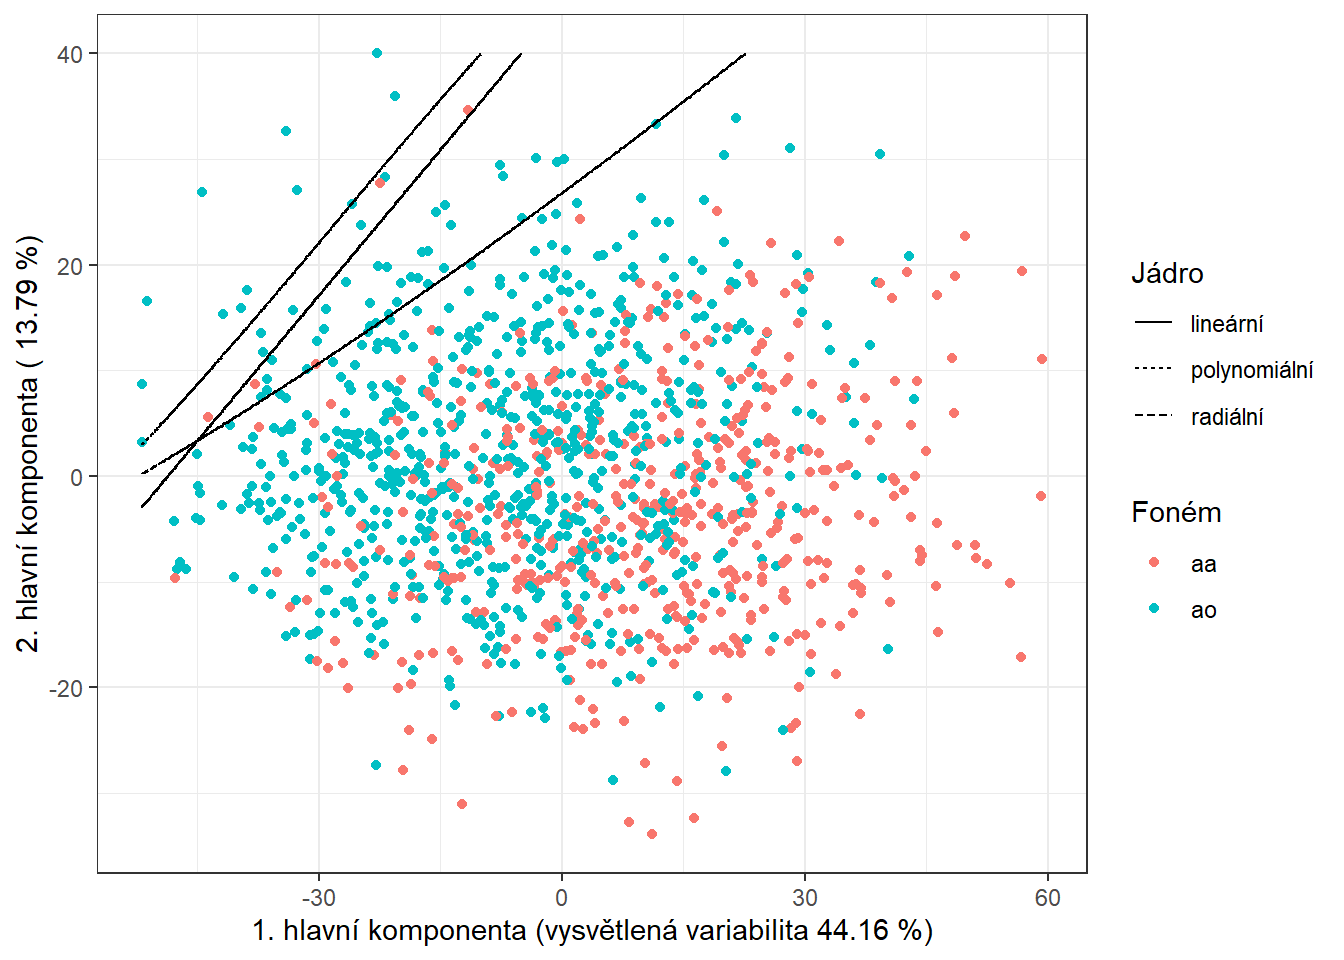 40
20
0
-20
-30
0
30
60
2. hlavní komponenta ( 13.79 %)
1. hlavní komponenta (vysvětlená variabilita 44.16 %)
Jádro
lineární
polynomiální
radiální
Foném
aa
ao